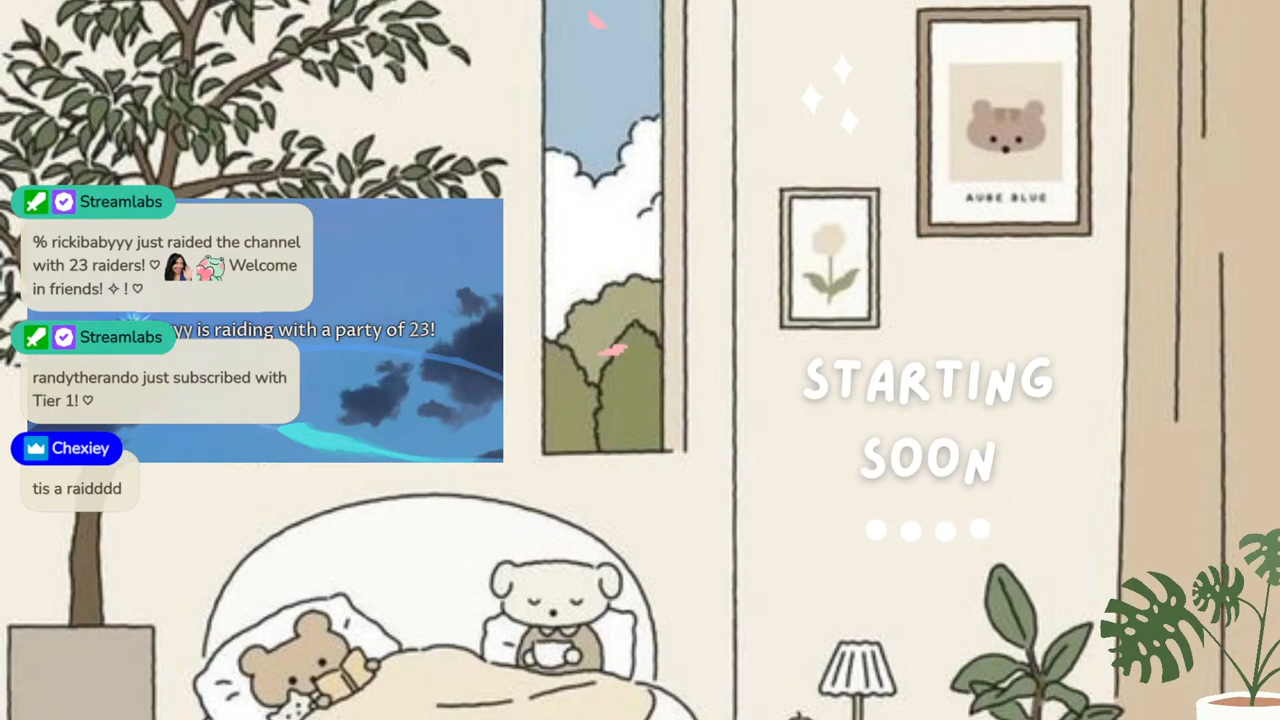 Streamlabs
% rickibabyyy just raided the channel
with 23 raiders! ♡ Welcome
in friends! ✧ ! ♡
is raiding with a party of 23!
Streamlabs
randytherando just subscribed with
Tier 1! ♡
Chexiey
tis a raidddd
AUBE BLUE
STARTING
SOON